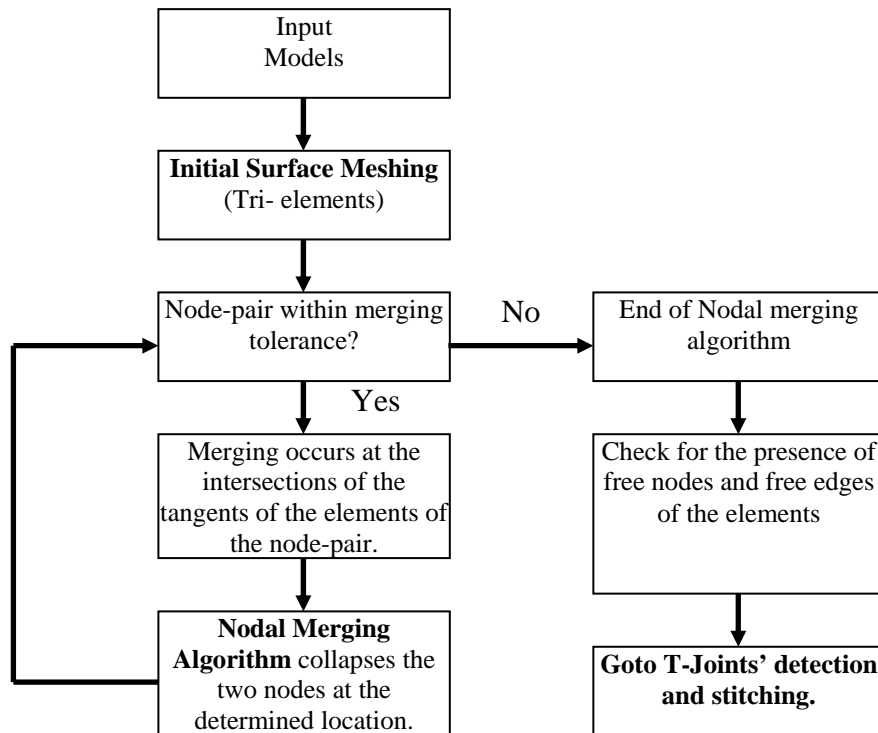 Input
Models
Initial Surface Meshing
(Tri- elements)
Node-pair within merging
tolerance?
No
End of Nodal merging
algorithm
Yes
Merging occurs at the
intersections of the
tangents of the elements of
the node-pair.
Check for the presence of
free nodes and free edges
of the elements
Nodal Merging
Algorithm collapses the
two nodes at the
determined location.
Goto T-Joints’ detection
and stitching.